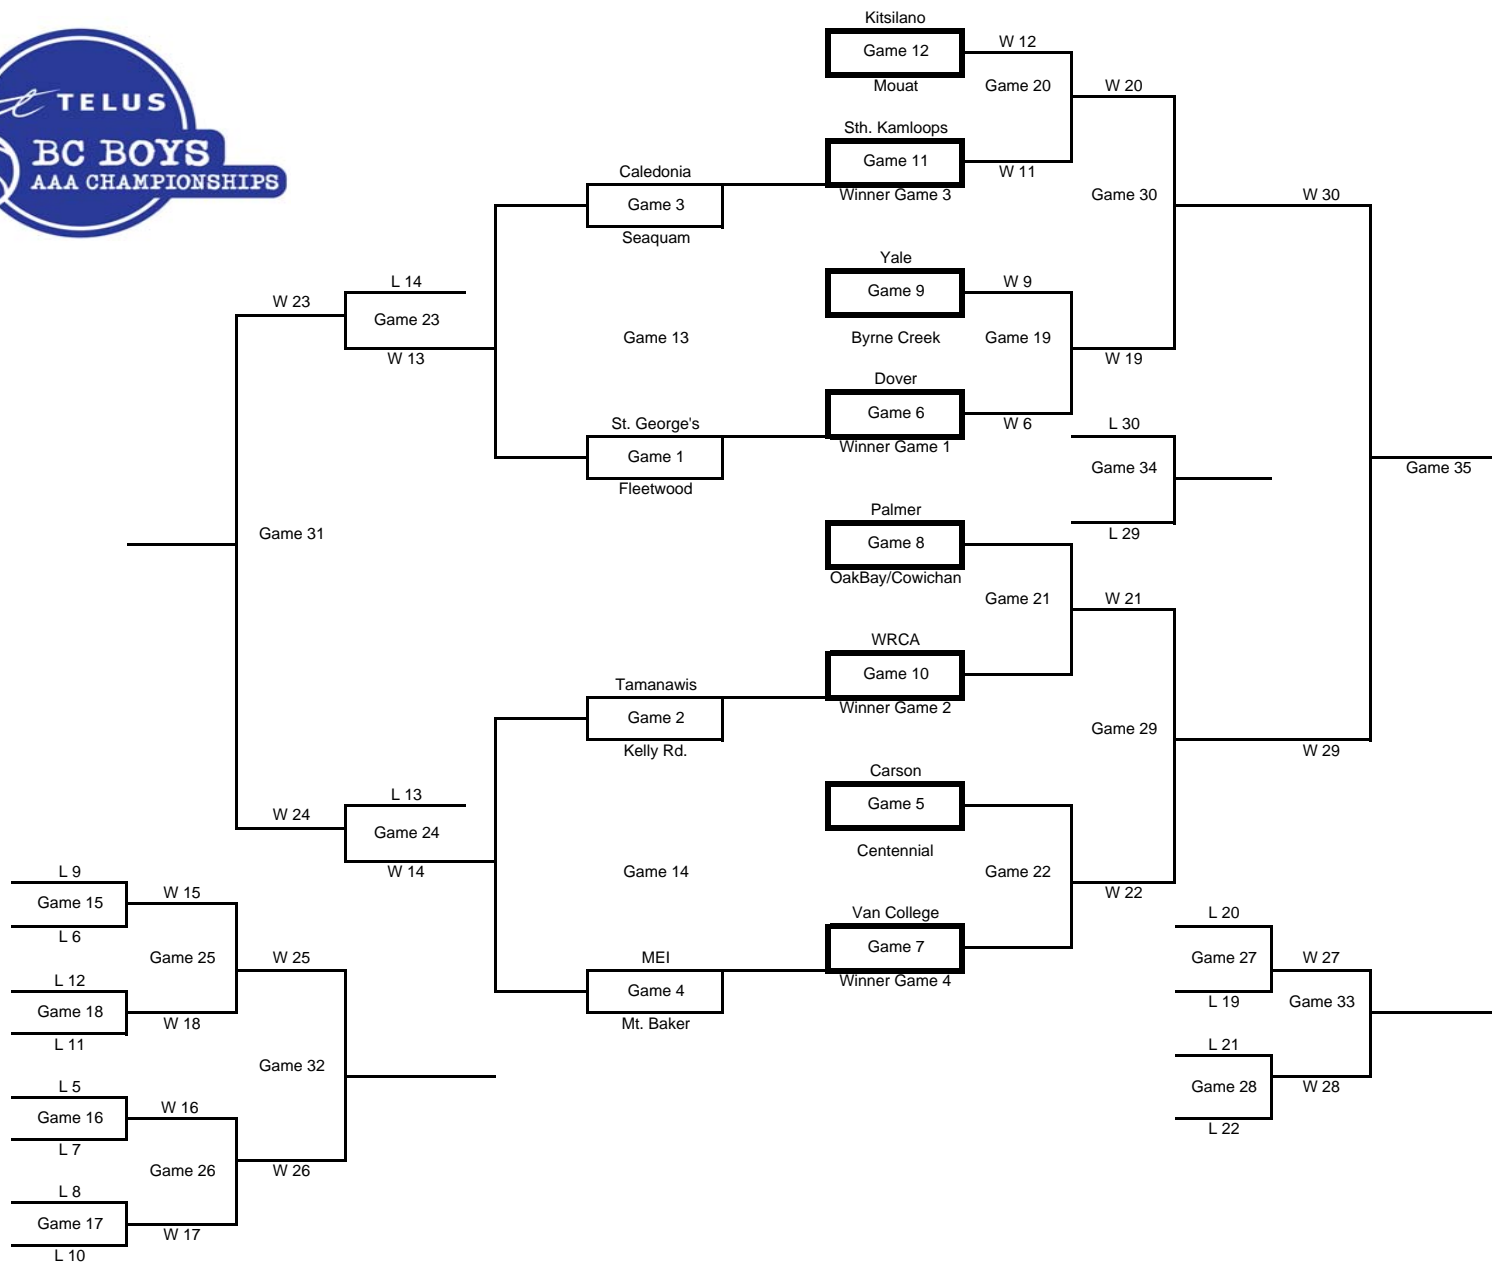 TELUS
BC BOYS
AAA CHAMPIONSHIPS
Kitsilano
Game 12
W 12
Mouat
Game 20
W 20
Sth. Kamloops
Game 11
W 11
Caledonia
Winner Game 3
Game 3
Game 30
W 30
Seaquam
Yale
L 14
Game 9
W 9
W 23
Game 23
Game 13
Byrne Creek
Game 19
W 13
W 19
Dover
Game 6
St. George's
W 6
L 30
Game 1
Winner Game 1
Game 34
Game 35
Fleetwood
Palmer
Game 31
Game 8
L 29
OakBay/Cowichan
Game 21
W 21
WRCA
Game 10
Tamanawis
Winner Game 2
Game 2
Game 29
Kelly Rd.
W 29
Carson
L 13
Game 5
W 24
Game 24
Centennial
W 14
Game 14
Game 22
L 9
W 15
W 22
Game 15
Van College
L 20
L 6
Game 7
Game 25
W 25
MEI
Game 27
W 27
L 12
Winner Game 4
Game 4
Game 18
L 19
Game 33
W 18
Mt. Baker
L 11
L 21
Game 32
L 5
Game 28
W 28
W 16
Game 16
L 22
L 7
Game 26
W 26
L 8
Game 17
W 17
L 10